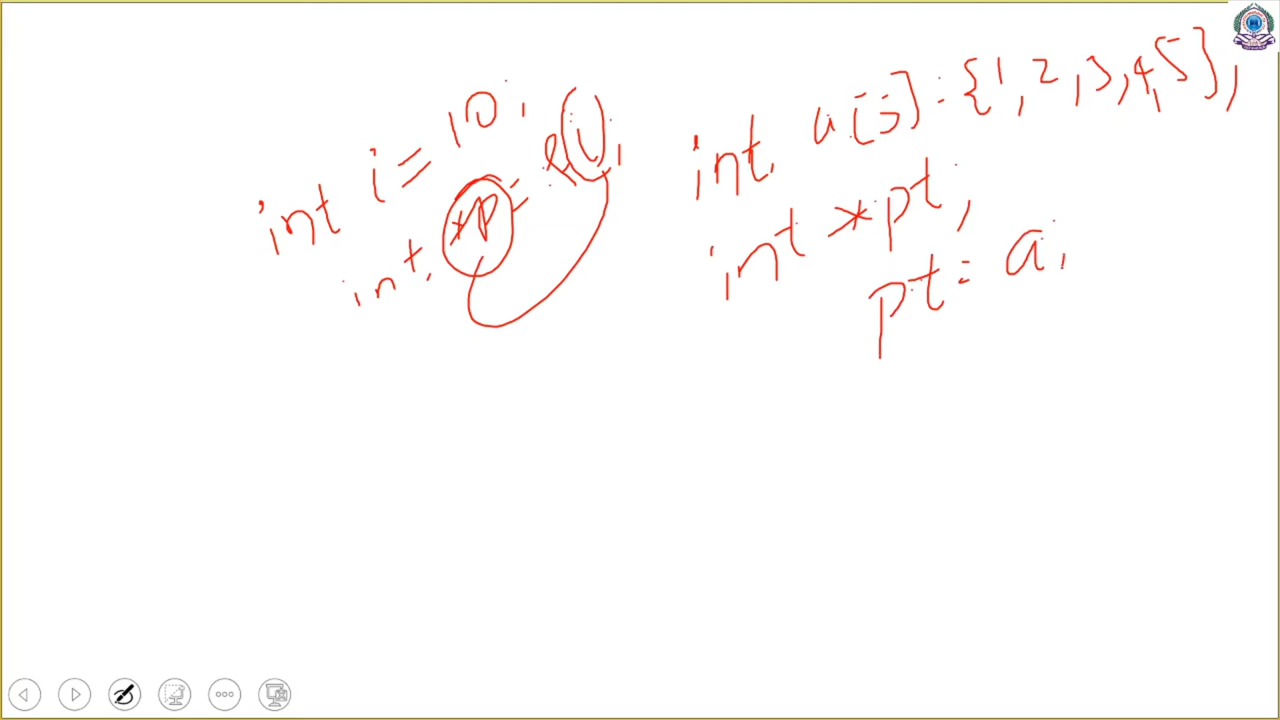 int i = 10;
int *p = &i;
int a[5] = {1,2,3,4,5};
int *pt;
pt = a;